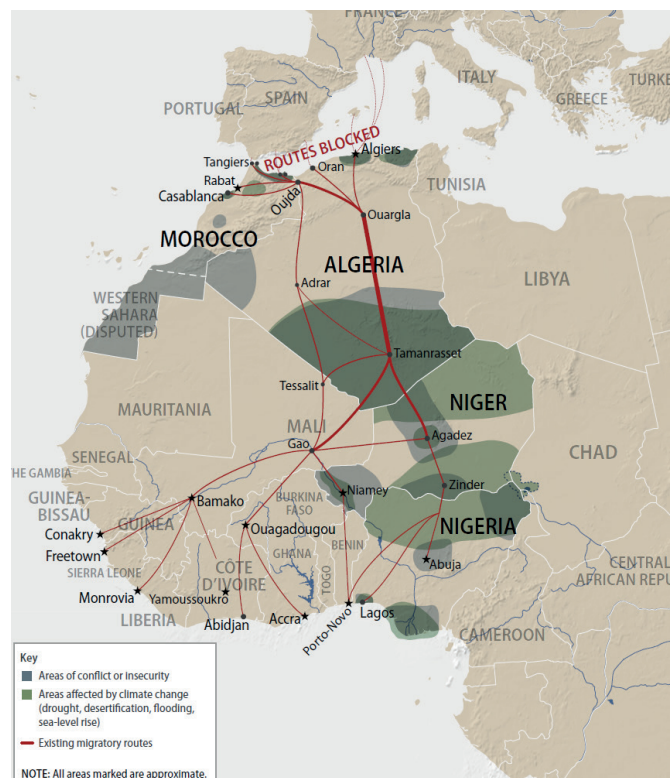 FRANCE
ITALY
SPAIN
PORTUGAL
GREECE
TURKE
ROUTES BLOCKED
Algiers
Tangiers
Oran
Rabat
TUNISIA
Casablanca
Oujda
Ouargla
MOROCCO
ALGERIA
LIBYA
Adrar
WESTERN
SAHARA
(DISPUTED)
Tamanrasset
Tessalit
NIGER
MAURITANIA
MALI
Agadez
Gao
CHAD
SENEGAL
HE GAMBIA
Zinder
Niamey
GUINEA-
BISSAU
Bamako
BURKINA
FASO
GUINEA
Ouagadougou
NIGERIA
Conakry
BENIN
Freetown
GHANA
CÔTE
D'IVOIRE
Abuja
CENTRAL
AFRICAN REPU
SIERRA LEONE
TOGO
Monrovia
Yamoussoukro
LIBERIA
Abidjan
Accra
Porto-Novo
Lagos
CAMEROON
Key
Areas of conflict or insecurity
Areas affected by climate change
(drought, desertification, flooding,
sea-level rise)
Existing migratory routes
NOTE: All areas marked are approximate.